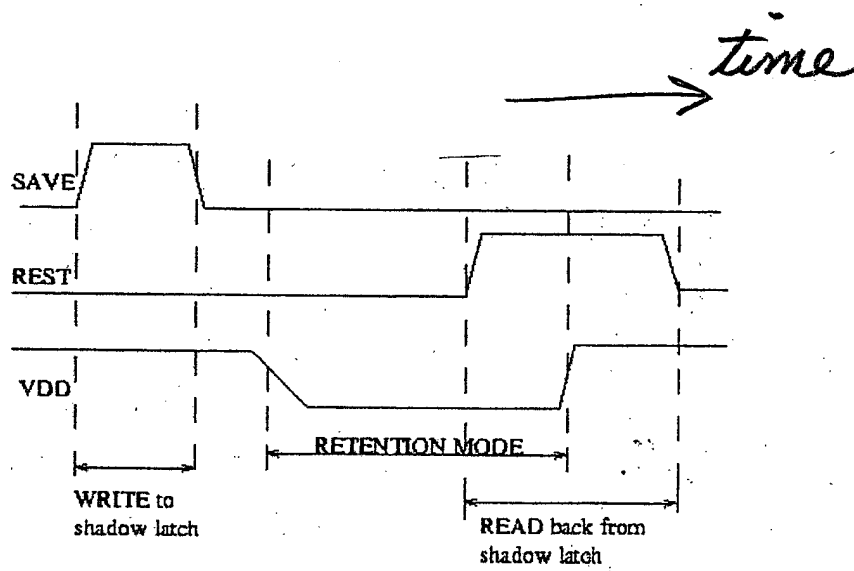 time
SAVE
REST
VDD
RETENTION MODE
WRITE to
shadow latch
READ back from
shadow latch